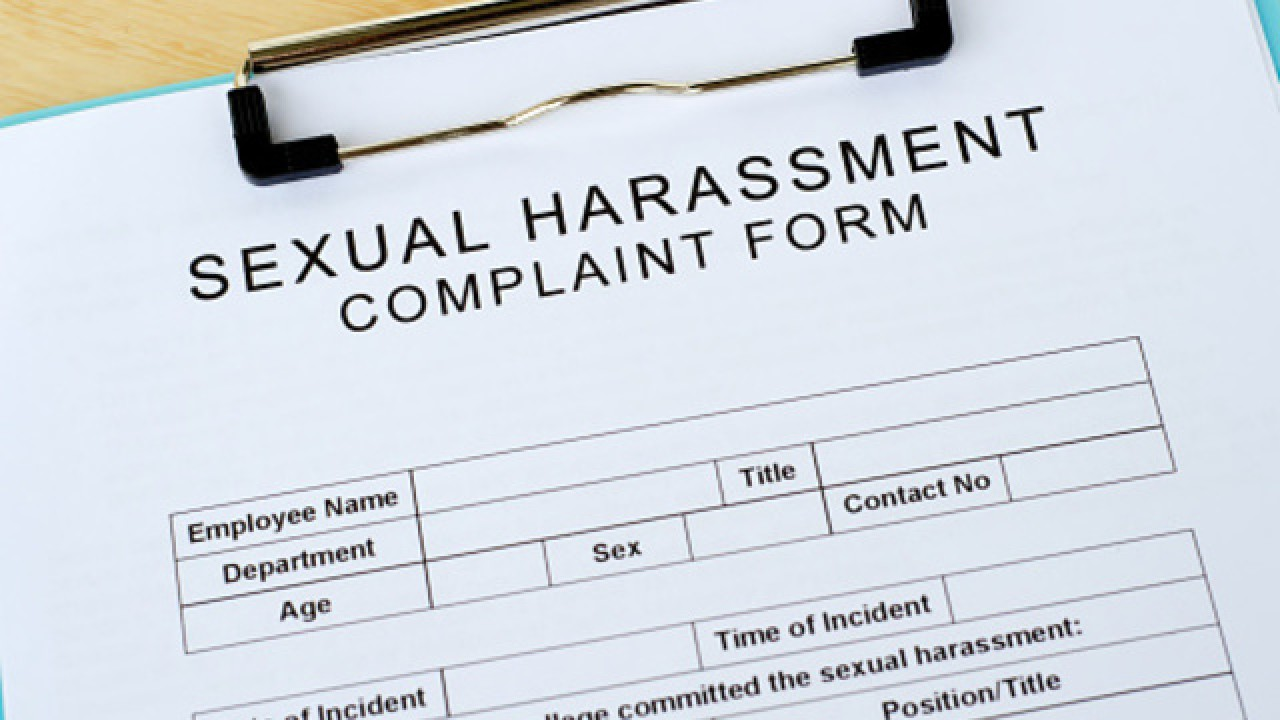 SEXUAL HARASSMENT
COMPLAINT FORM
Employee Name
Department Title
Age Sex Contact No
of Incident Time of Incident
committed the sexual harassment:
Position/Title